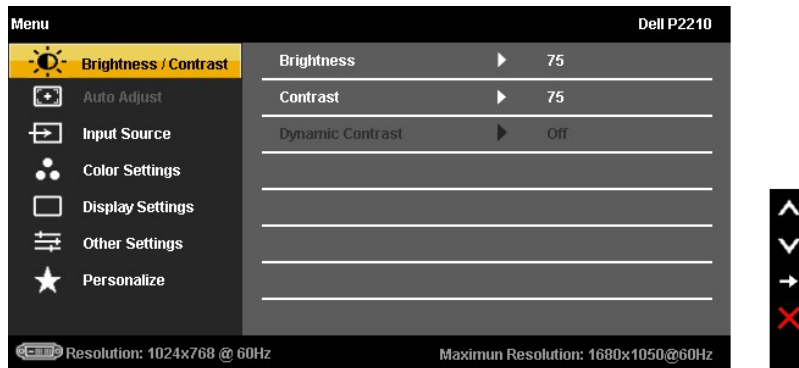 Menu Dell P2210
Brightness / Contrast Brightness 75
Auto Adjust Contrast 75
Input Source Dynamic Contrast Off
Color Settings
Display Settings
Other Settings
Personalize
Resolution: 1024x768 @ 60Hz Maximun Resolution: 1680x1050@60Hz